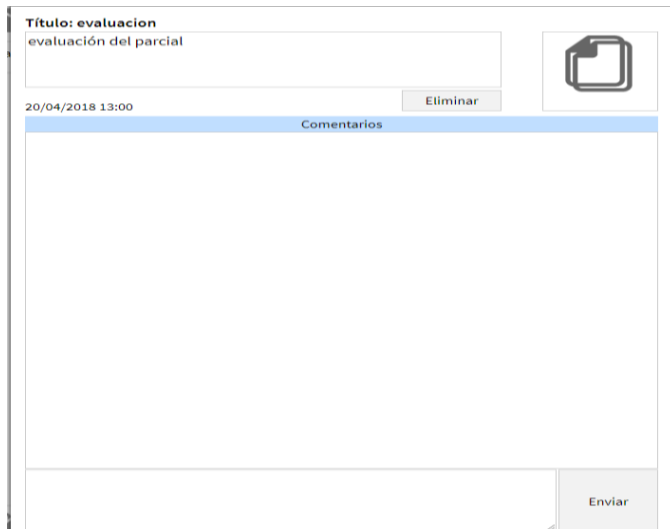 Título: evaluacion
evaluación del parcial
20/04/2018 13:00
Eliminar
Comentarios
Enviar